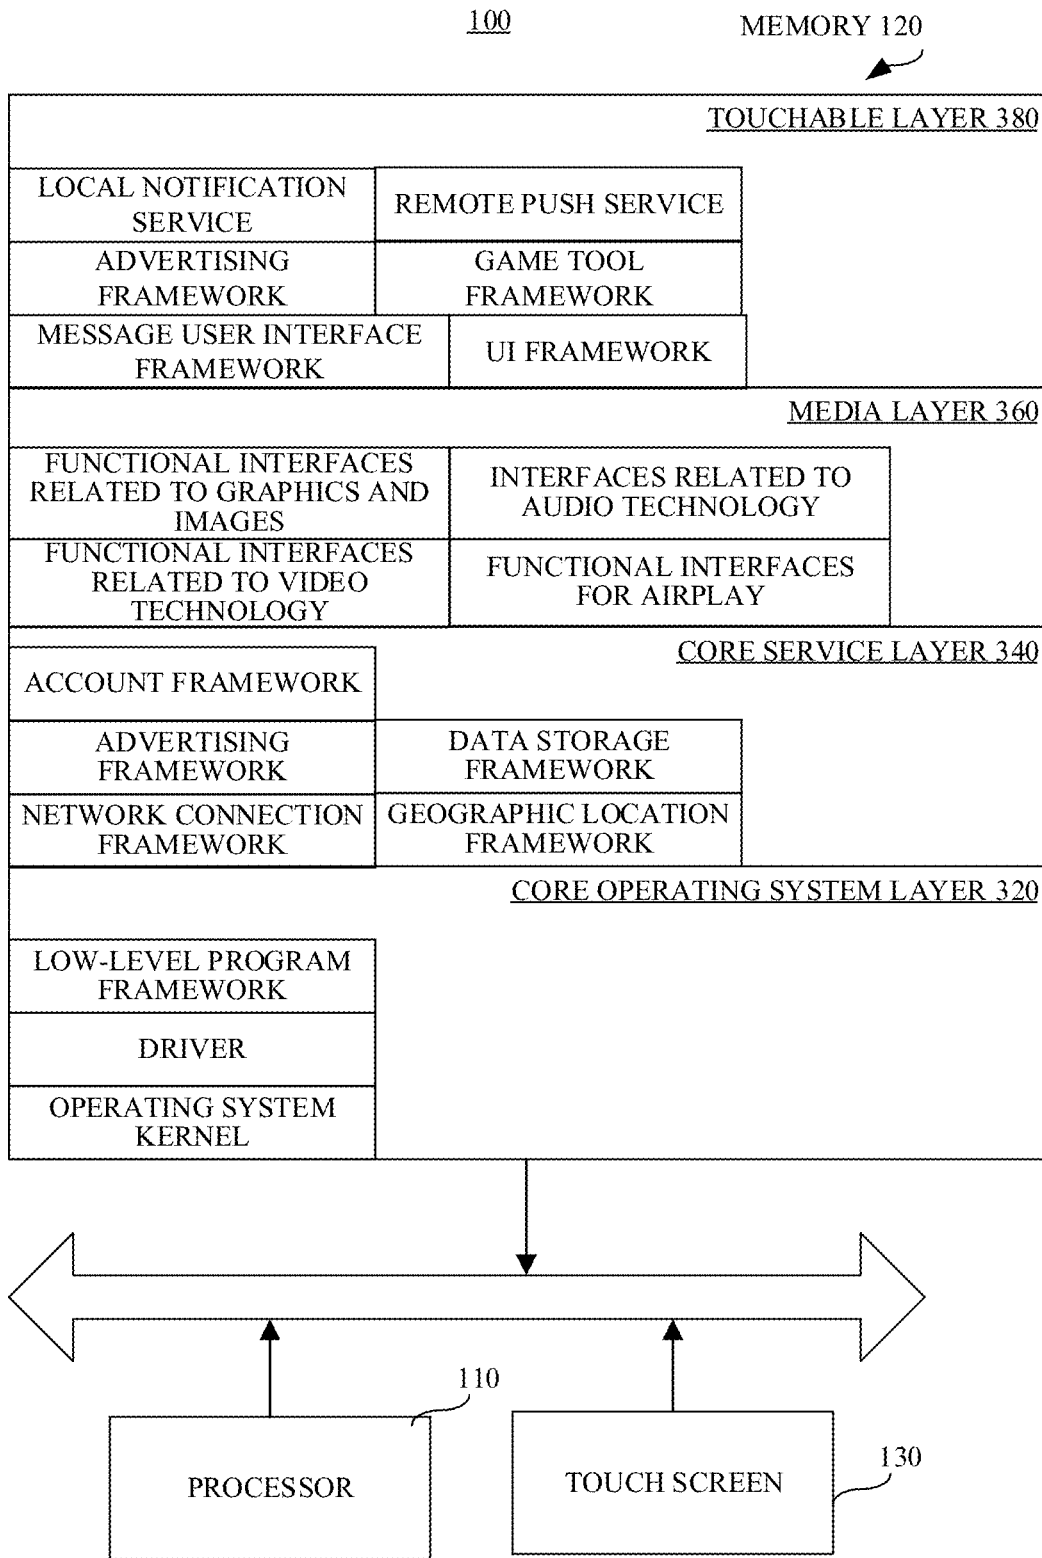 100
MEMORY 120
TOUCHABLE LAYER 380
LOCAL NOTIFICATION
SERVICE
REMOTE PUSH SERVICE
ADVERTISING
FRAMEWORK
GAME TOOL
FRAMEWORK
MESSAGE USER INTERFACE
FRAMEWORK
UI FRAMEWORK
MEDIA LAYER 360
FUNCTIONAL INTERFACES
RELATED TO GRAPHICS AND
IMAGES
INTERFACES RELATED TO
AUDIO TECHNOLOGY
FUNCTIONAL INTERFACES
RELATED TO VIDEO
TECHNOLOGY
FUNCTIONAL INTERFACES
FOR AIRPLAY
CORE SERVICE LAYER 340
ACCOUNT FRAMEWORK
ADVERTISING
FRAMEWORK
DATA STORAGE
FRAMEWORK
NETWORK CONNECTION
FRAMEWORK
GEOGRAPHIC LOCATION
FRAMEWORK
CORE OPERATING SYSTEM LAYER 320
LOW-LEVEL PROGRAM
FRAMEWORK
DRIVER
OPERATING SYSTEM
KERNEL
110
PROCESSOR
TOUCH SCREEN
130